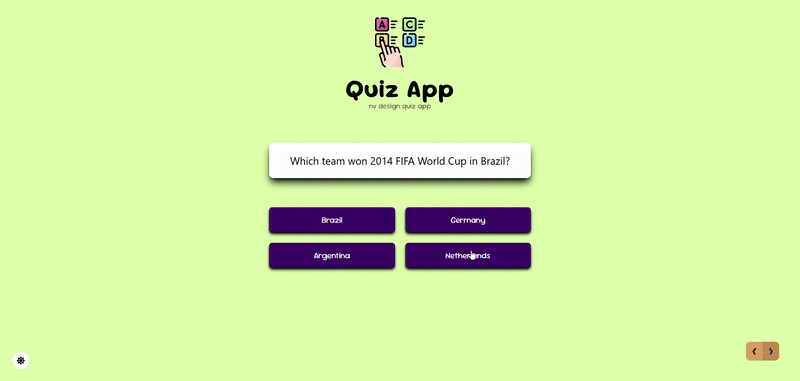 A C
B D
Quiz App
nv design quiz app
Which team won 2014 FIFA World Cup in Brazil?
Brazil Germany
Argentina Netherlands